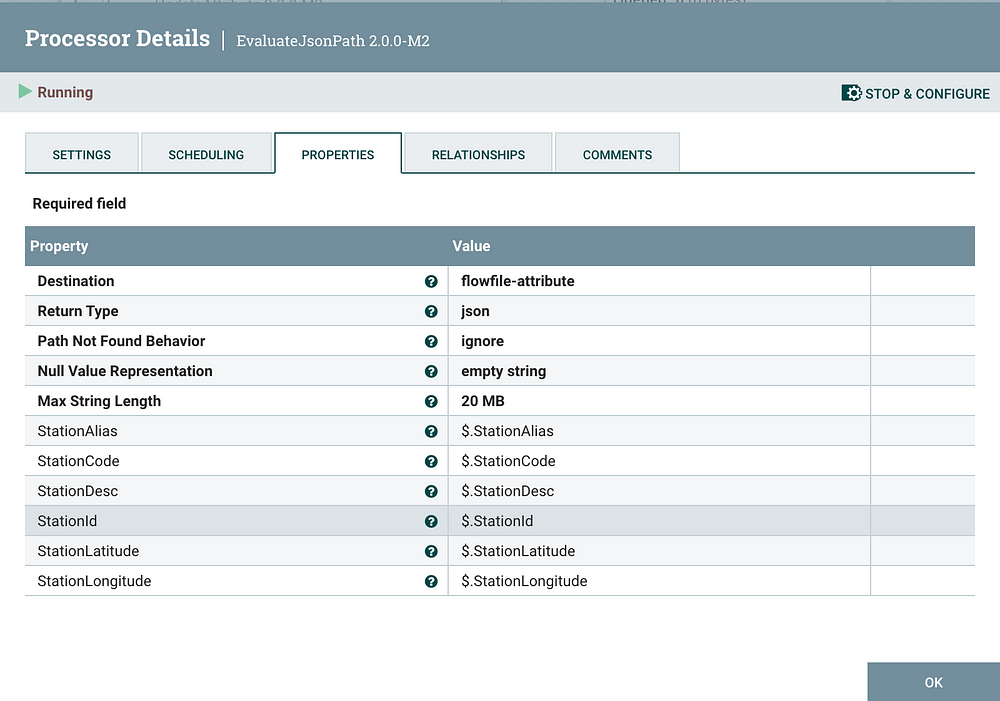 Processor Details | EvaluateJsonPath 2.0.0-M2
Running
STOP & CONFIGURE
SETTINGS SCHEDULING PROPERTIES RELATIONSHIPS COMMENTS
Required field
Property Value
Destination ? flowfile-attribute
Return Type ? json
Path Not Found Behavior ? ignore
Null Value Representation ? empty string
Max String Length ? 20 MB
StationAlias ? $.StationAlias
StationCode ? $.StationCode
StationDesc ? $.StationDesc
StationId ? $.StationId
StationLatitude ? $.StationLatitude
StationLongitude ? $.StationLongitude
OK